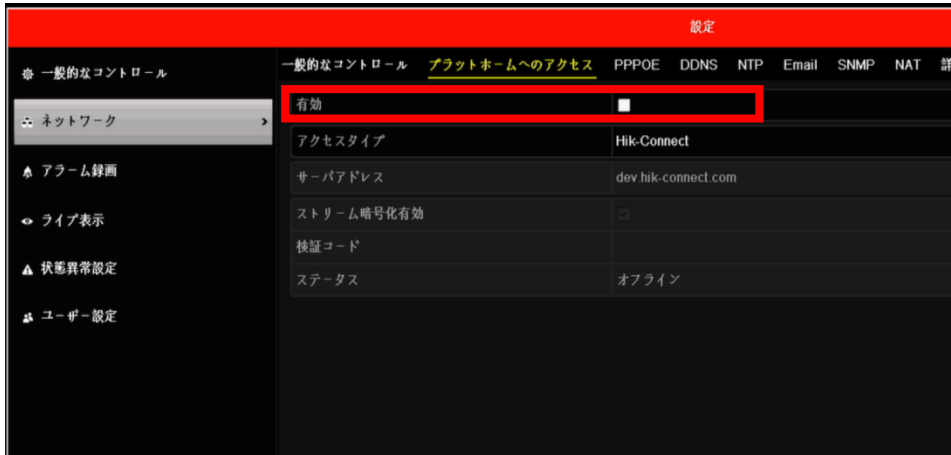 設定
一般的なコントロール
ネットワーク
アラーム録画
ライブ表示
状態異常設定
ユーザー設定
一般的なコントロール プラットホームへのアクセス PPPOE DDNS NTP Email SNMP NAT
有効
アクセスタイプ Hik-Connect
サーバアドレス dev.hik-connect.com
ストリーム暗号化有効
検証コード
ステータス オフライン